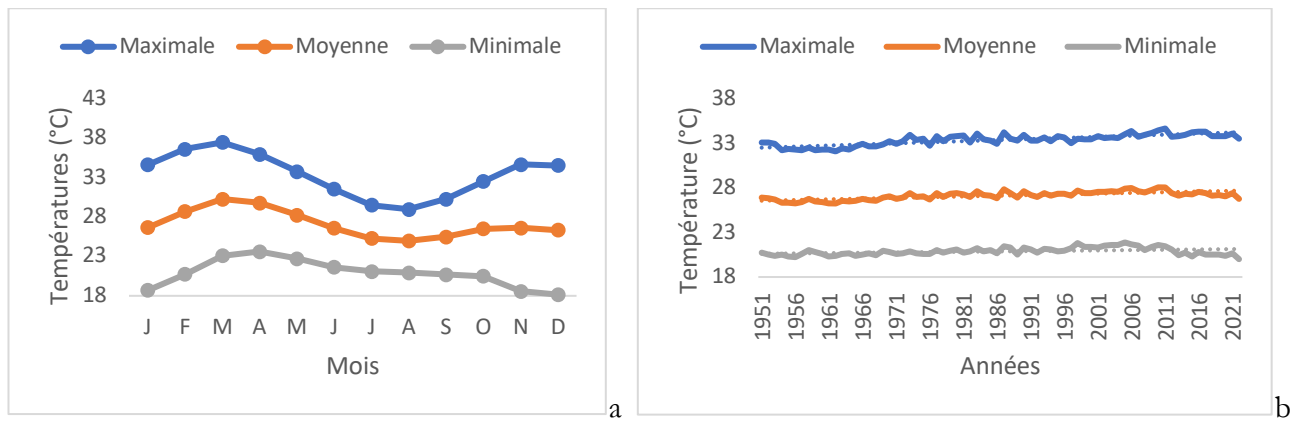 Maximale Moyenne Minimale
Températures (°C)
43
38
33
28
23
18
J F M A M J J A S O N D
Mois
a
Maximale Moyenne Minimale
Température (°C)
38
33
28
23
18
1951 1956 1961 1966 1971 1976 1981 1986 1991 1996 2001 2006 2011 2016 2021
Années
b